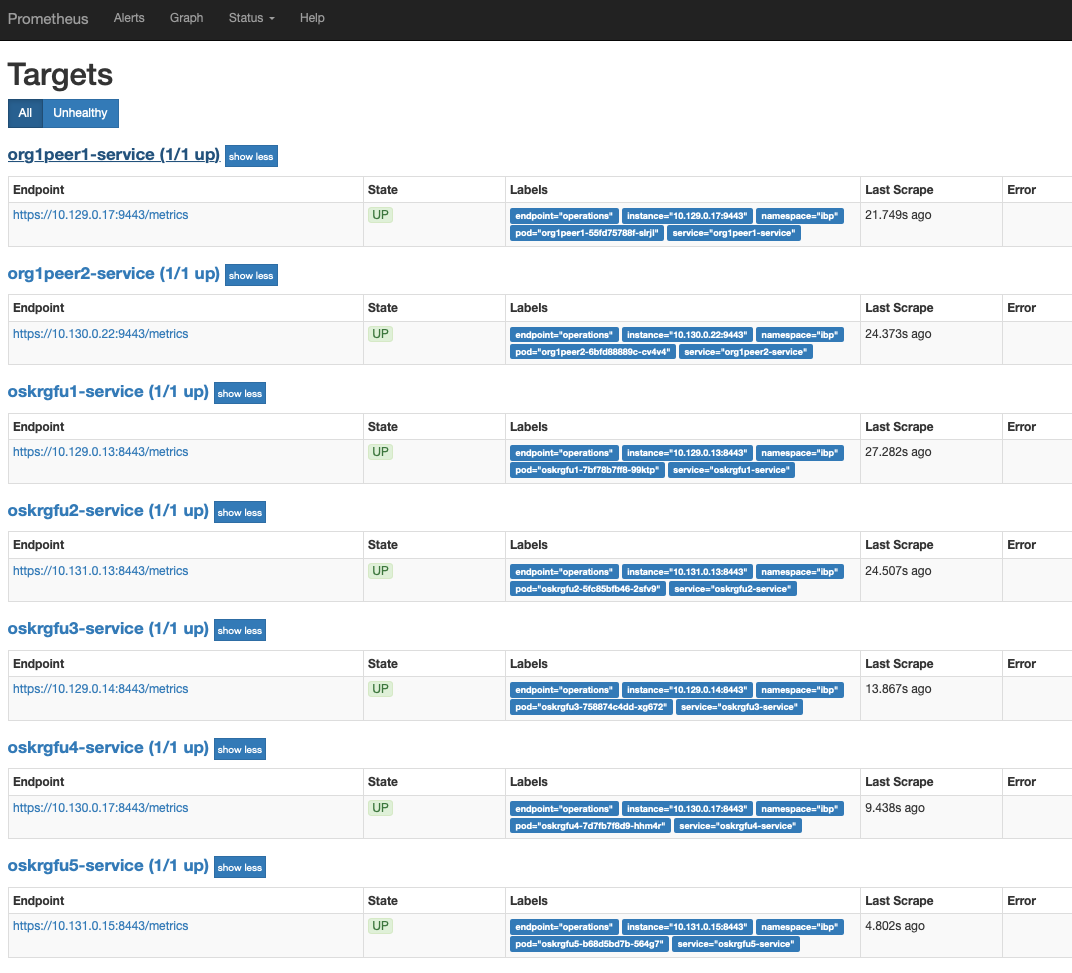 Prometheus Alerts Graph Status Help
Targets
All Unhealthy
org1peer1-service (1/1 up) show less
Endpoint State Labels Last Scrape Error
https://10.129.0.17:9443/metrics UP endpoint="operations" instance="10.129.0.17:9443" namespace="ibp" 21.749s ago
pod="org1peer1-55fd75788f-slrjl" service="org1peer1-service"
org1peer2-service (1/1 up) show less
Endpoint State Labels Last Scrape Error
https://10.130.0.22:9443/metrics UP endpoint="operations" instance="10.130.0.22:9443" namespace="ibp" 24.373s ago
pod="org1peer2-6bfd88889c-cv4v4" service="org1peer2-service"
oskrgfu1-service (1/1 up) show less
Endpoint State Labels Last Scrape Error
https://10.129.0.13:8443/metrics UP endpoint="operations" instance="10.129.0.13:8443" namespace="ibp" 27.282s ago
pod="oskrgfu1-7bf78b7ff8-99ktp" service="oskrgfu1-service"
oskrgfu2-service (1/1 up) show less
Endpoint State Labels Last Scrape Error
https://10.131.0.13:8443/metrics UP endpoint="operations" instance="10.131.0.13:8443" namespace="ibp" 24.507s ago
pod="oskrgfu2-5fc85bfb46-2sfv9" service="oskrgfu2-service"
oskrgfu3-service (1/1 up) show less
Endpoint State Labels Last Scrape Error
https://10.129.0.14:8443/metrics UP endpoint="operations" instance="10.129.0.14:8443" namespace="ibp" 13.867s ago
pod="oskrgfu3-758874c4dd-xg672" service="oskrgfu3-service"
oskrgfu4-service (1/1 up) show less
Endpoint State Labels Last Scrape Error
https://10.130.0.17:8443/metrics UP endpoint="operations" instance="10.130.0.17:8443" namespace="ibp" 9.438s ago
pod="oskrgfu4-7d7fb7f8d9-hhm4r" service="oskrgfu4-service"
oskrgfu5-service (1/1 up) show less
Endpoint State Labels Last Scrape Error
https://10.131.0.15:8443/metrics UP endpoint="operations" instance="10.131.0.15:8443" namespace="ibp" 4.802s ago
pod="oskrgfu5-b68d5bd7b-564g7" service="oskrgfu5-service"